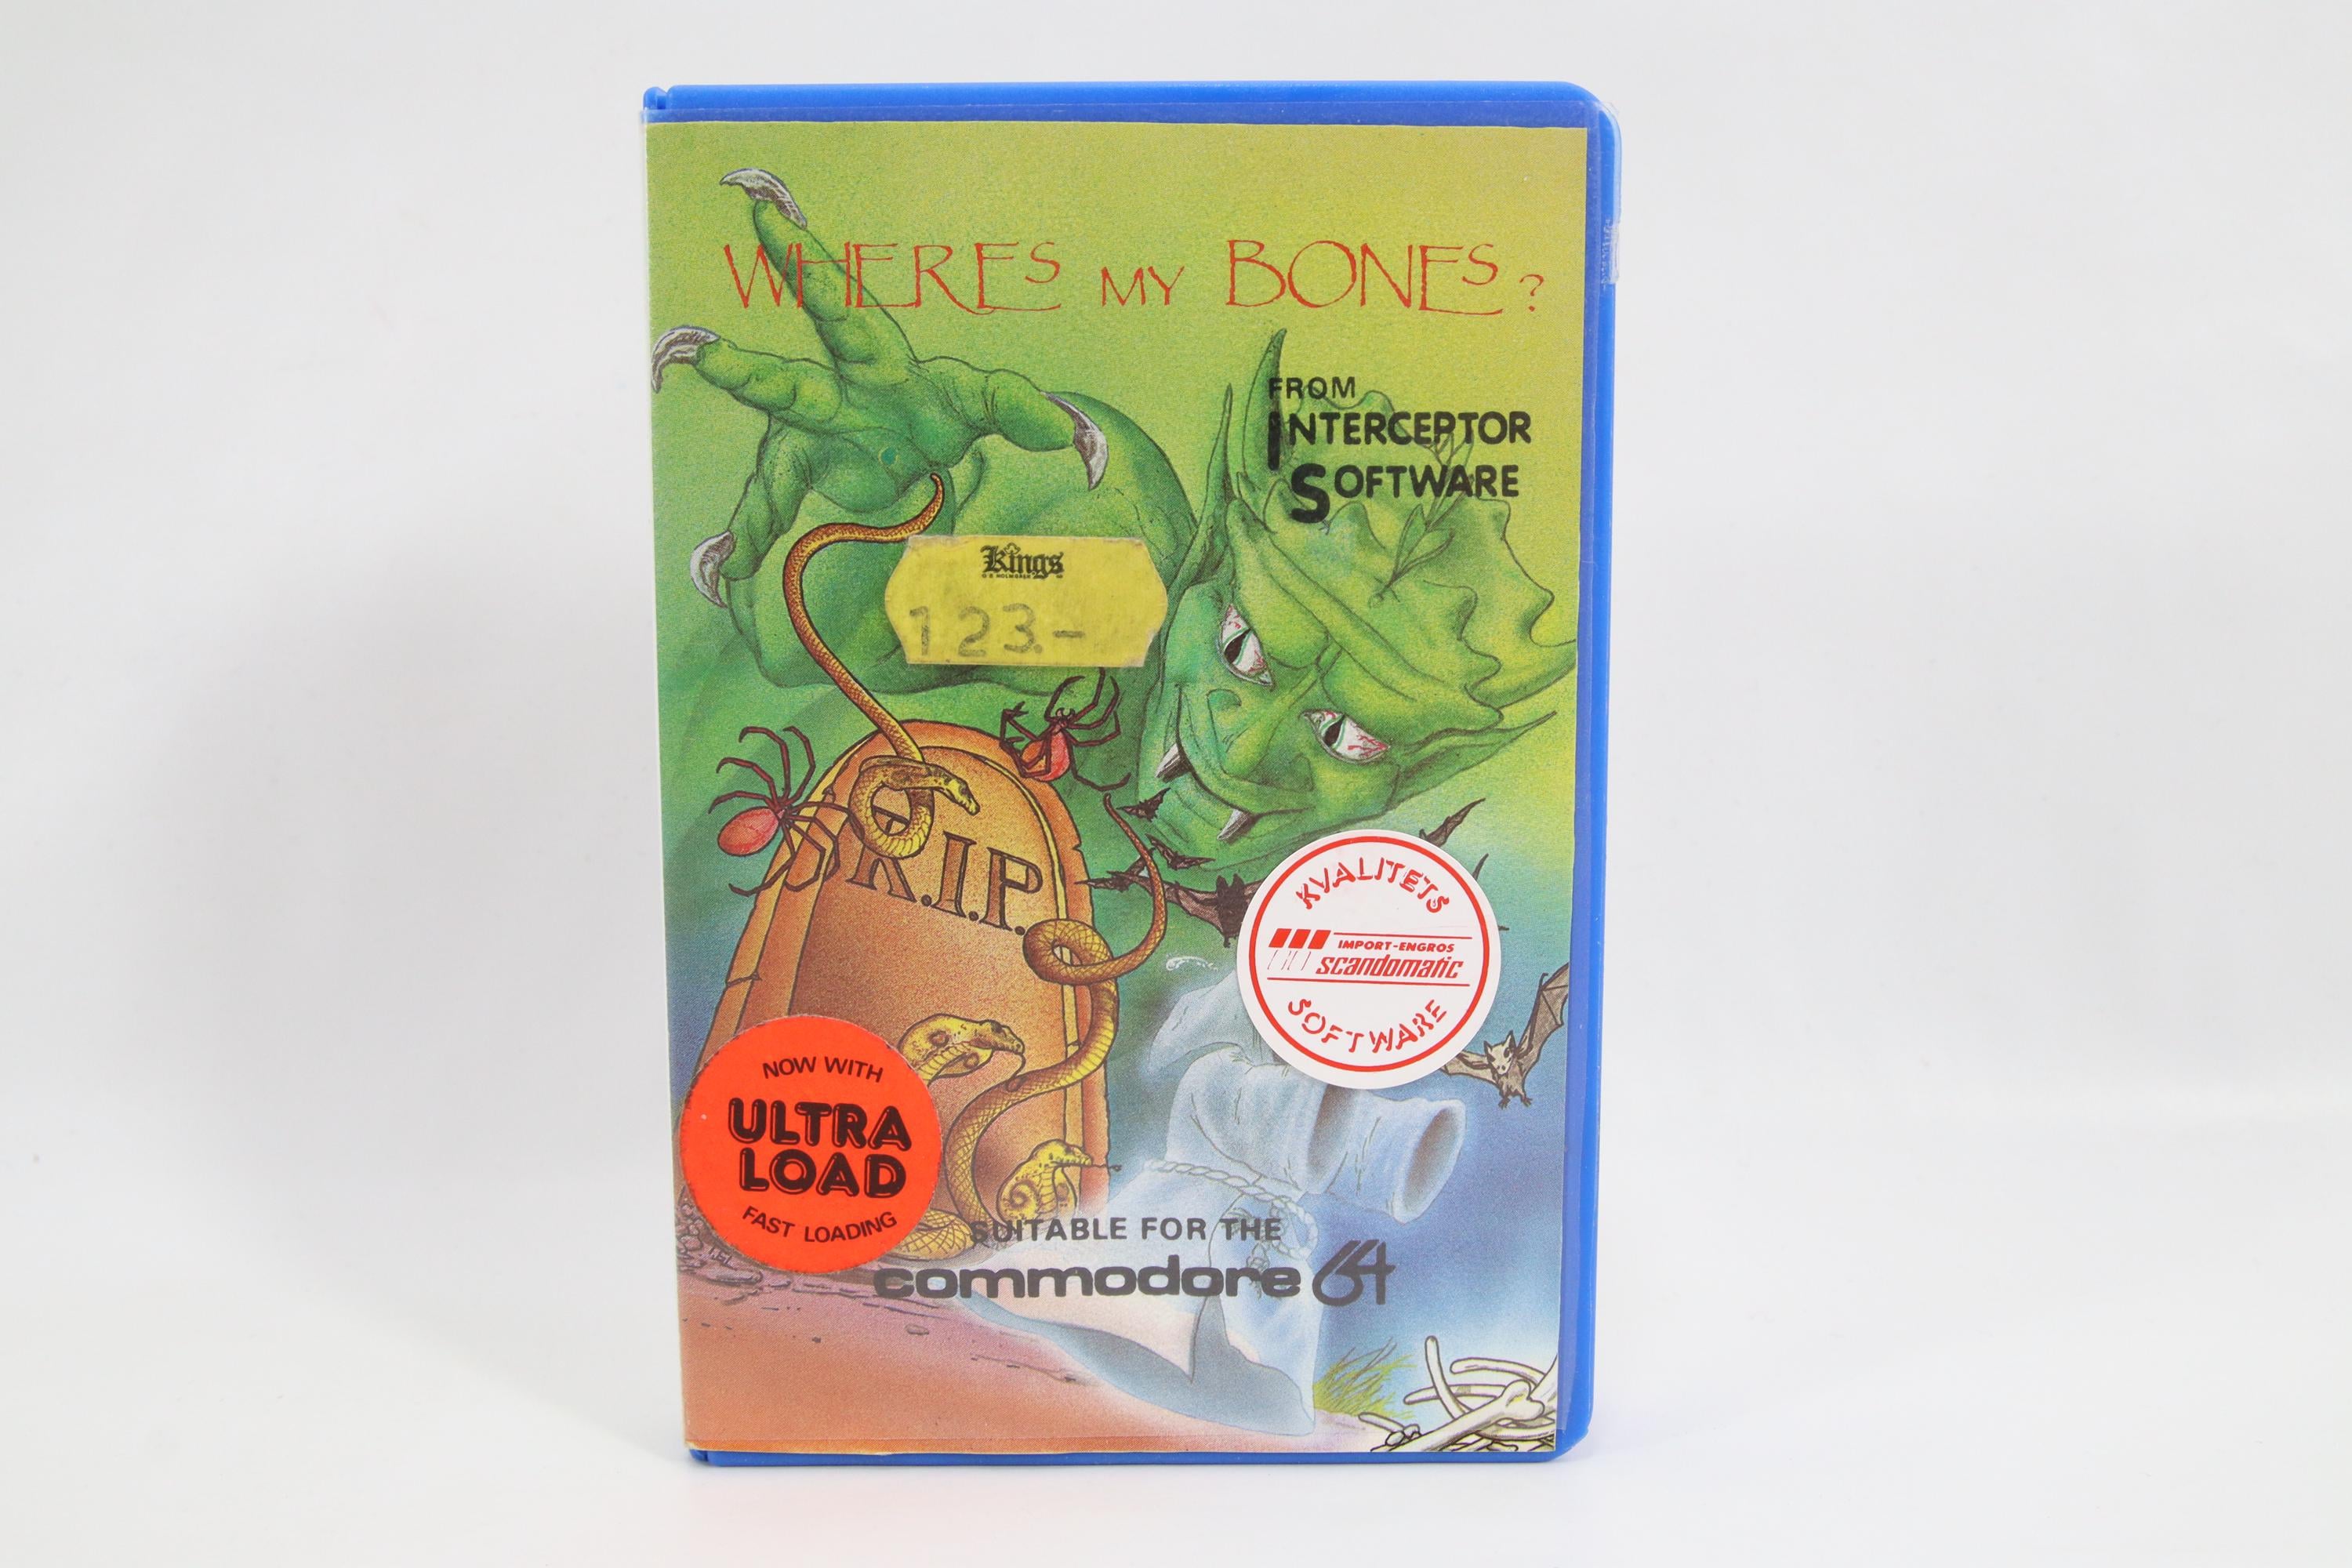 WHERES MY BONES?
FROM
INTERCEPTOR
SOFTWARE
Kings
123.-
R.I.P.
KVALITETS
IMPORT-ENGROS
scandomatic
SOFTWARE
NOW WITH
ULTRA
LOAD
FAST LOADING
SUITABLE FOR THE
commodore 64